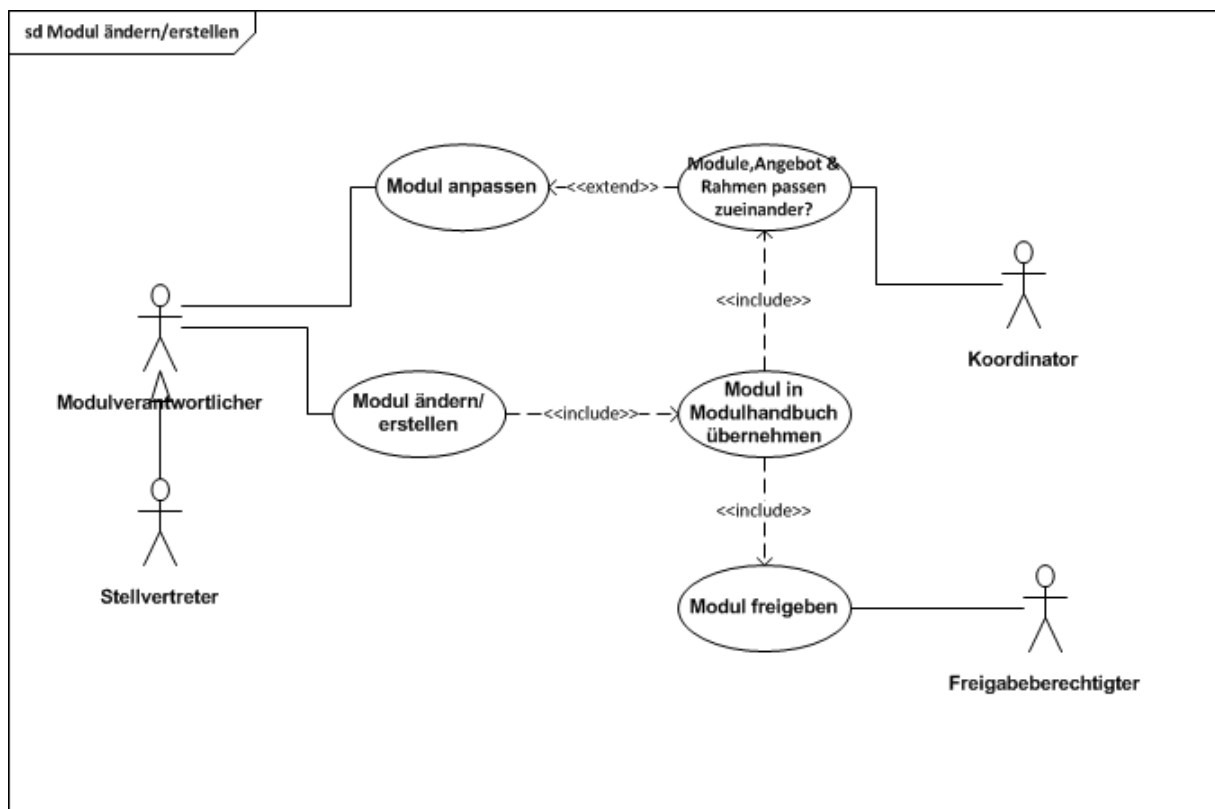 sd Modul ändern/erstellen
Modul anpassen
<<extend>>
Module,Angebot &
Rahmen passen
zueinander?
<<include>>
Koordinator
Modulverantwortlicher
Modul ändern/
erstellen
<<include>>
Modul in
Modulhandbuch
übernehmen
<<include>>
Stellvertreter
Modul freigeben
Freigabeberechtigter